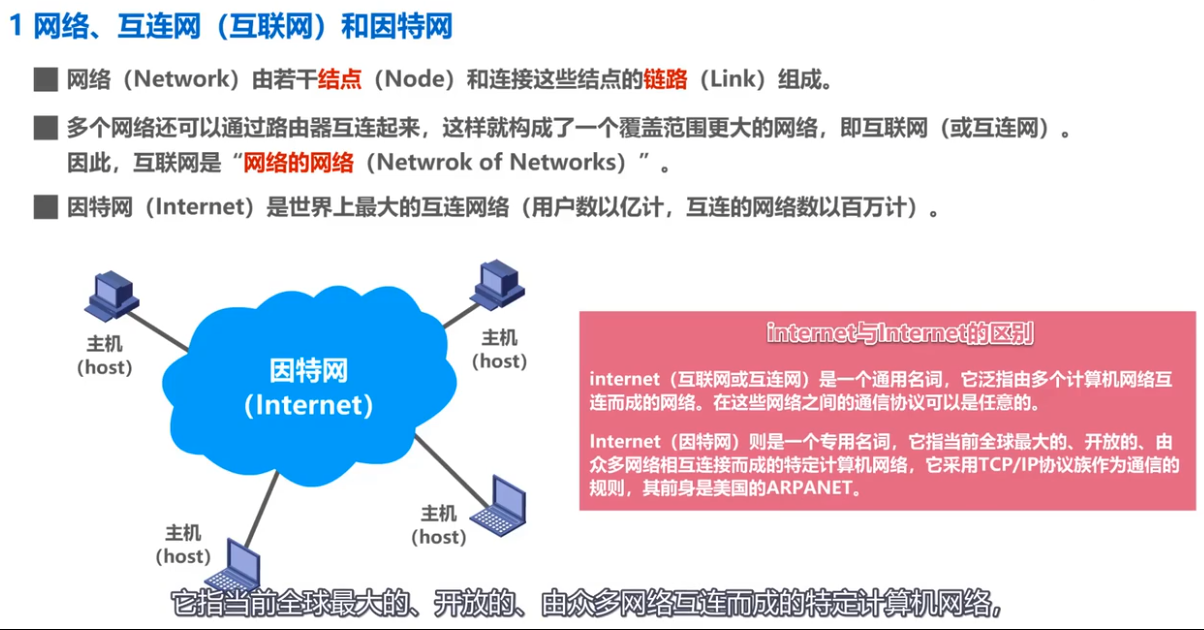 1 网络、互连网（互联网）和因特网
网络（Network）由若干结点（Node）和连接这些结点的链路（Link）组成。
多个网络还可以通过路由器互连起来，这样就构成了一个覆盖范围更大的网络，即互联网（或互连网）。
因此，互联网是“网络的网络（Netwrok of Networks）”。
因特网（Internet）是世界上最大的互连网络（用户数以亿计，互连的网络数以百万计）。
主机
(host)
主机
(host)
因特网
(Internet)
主机
(host)
主机
(host)
internet与Internet的区别
internet（互联网或互连网）是一个通用名词，它泛指由多个计算机网络互
连而成的网络。在这些网络之间的通信协议可以是任意的。
Internet（因特网）则是一个专用名词，它指当前全球最大的、开放的、由
众多网络相互连接而成的特定计算机网络，它采用TCP/IP协议族作为通信的
规则，其前身是美国的ARPANET。
它指当前全球最大的、开放的、由众多网络互连而成的特定计算机网络，